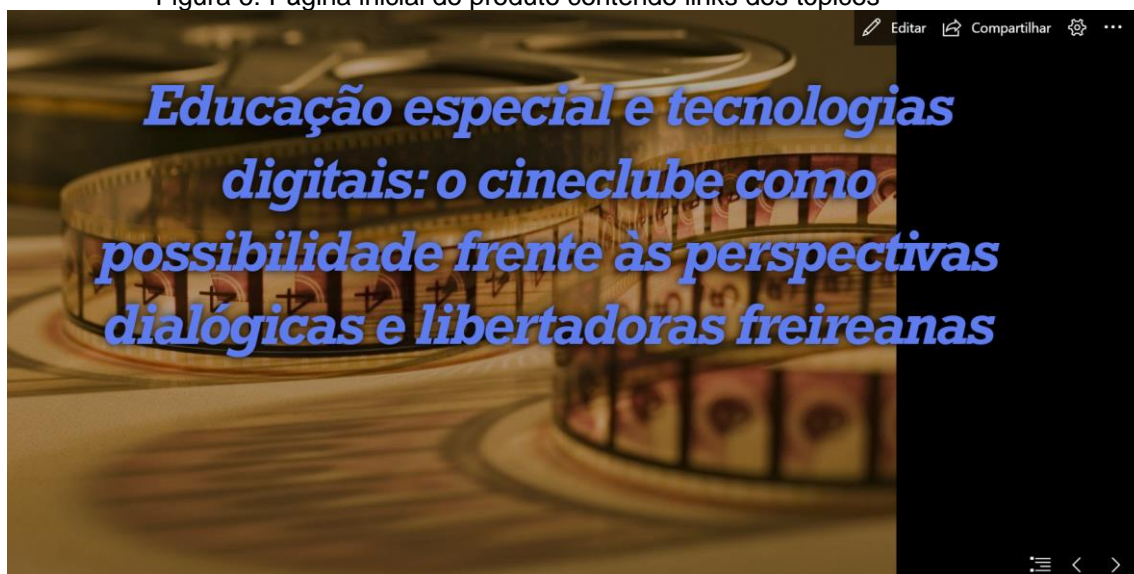 Figura 6. Página inicial do produto contendo links dos tópicos
Editar Compartilhar
Educação especial e tecnologias
digitais: o cineclube como
possibilidade frente às perspectivas
dialógicas e libertadoras freireanas